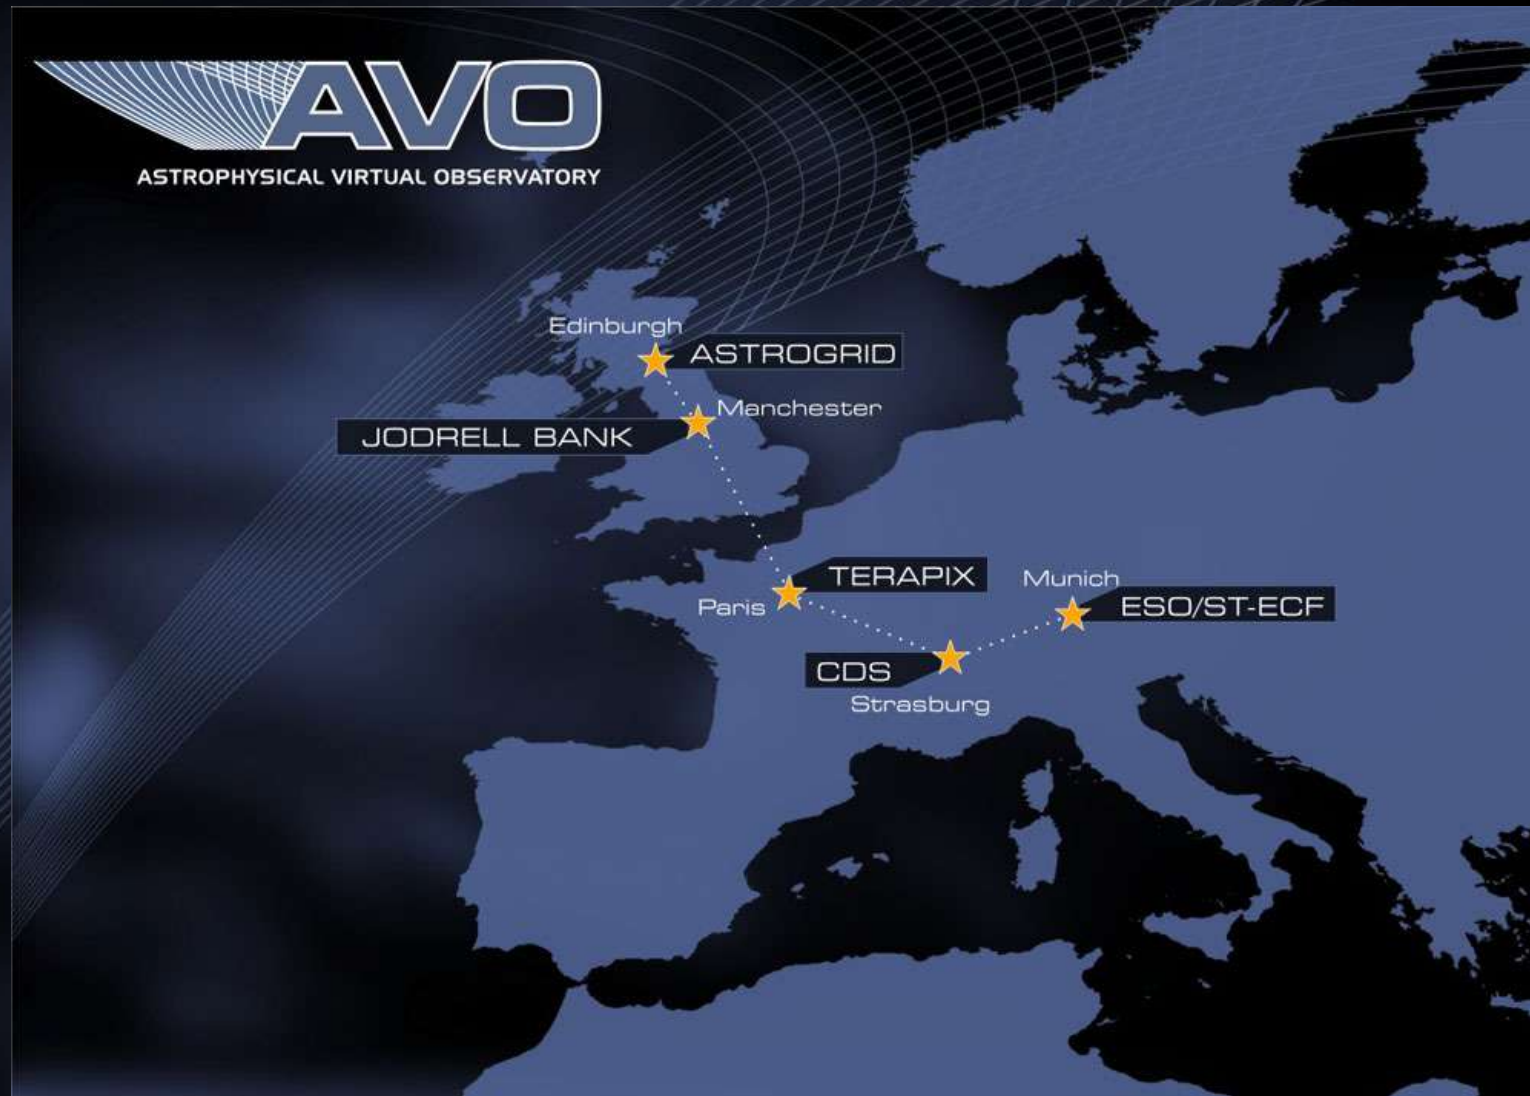 AVO
ASTROPHYSICAL VIRTUAL OBSERVATORY
Edinburgh
ASTROGRID
Manchester
JODRELL BANK
TERAPIX
Munich
Paris
ESO/ST-ECF
CDS
Strasburg